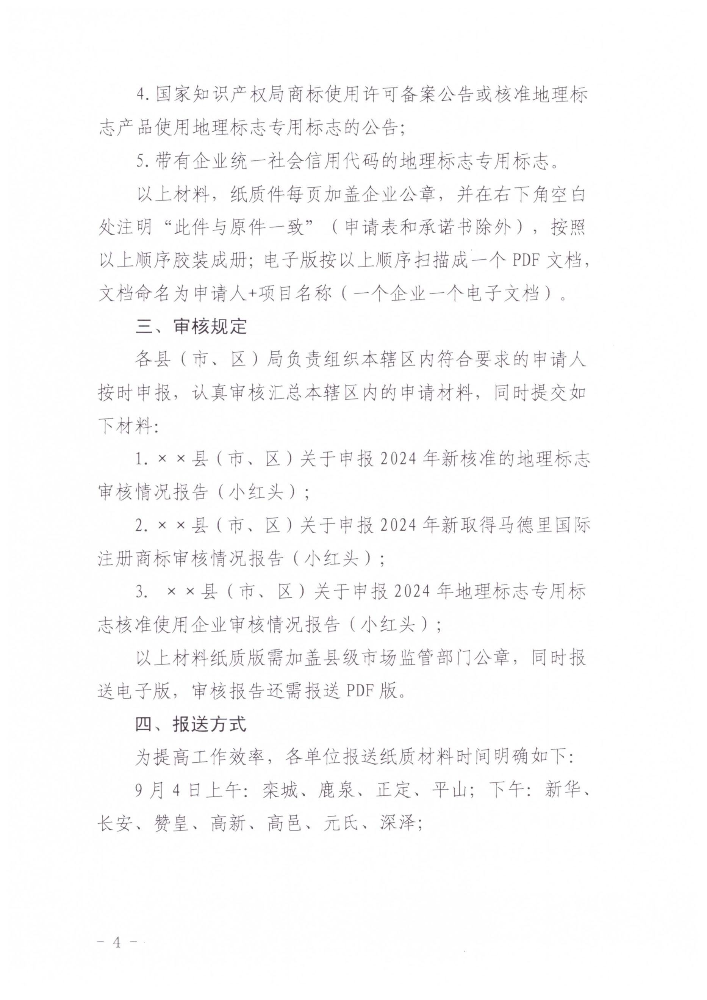 4. 国家知识产权局商标使用许可备案公告或核准地理标
志产品使用地理标志专用标志的公告；
5. 带有企业统一社会信用代码的地理标志专用标志。
以上材料，纸质件每页加盖企业公章，并在右下角空白
处注明“此件与原件一致”（申请表和承诺书除外），按照
以上顺序胶装成册；电子版按以上顺序扫描成一个 PDF 文档，
文档命名为申请人+项目名称（一个企业一个电子文档）。
三、审核规定
各县（市、区）局负责组织本辖区内符合要求的申请人
按时申报，认真审核汇总本辖区内的申请材料，同时提交如
下材料：
1. ××县（市、区）关于申报 2024 年新核准的地理标志
审核情况报告（小红头）；
2. ××县（市、区）关于申报 2024 年新取得马德里国际
注册商标审核情况报告（小红头）；
3. ××县（市、区）关于申报 2024 年地理标志专用标
志核准使用企业审核情况报告（小红头）；
以上材料纸质版需加盖县级市场监管部门公章，同时报
送电子版，审核报告还需报送 PDF 版。
四、报送方式
为提高工作效率，各单位报送纸质材料时间明确如下：
9 月 4 日上午：栾城、鹿泉、正定、平山；下午：新华、
长安、赞皇、高新、高邑、元氏、深泽；
- 4 -